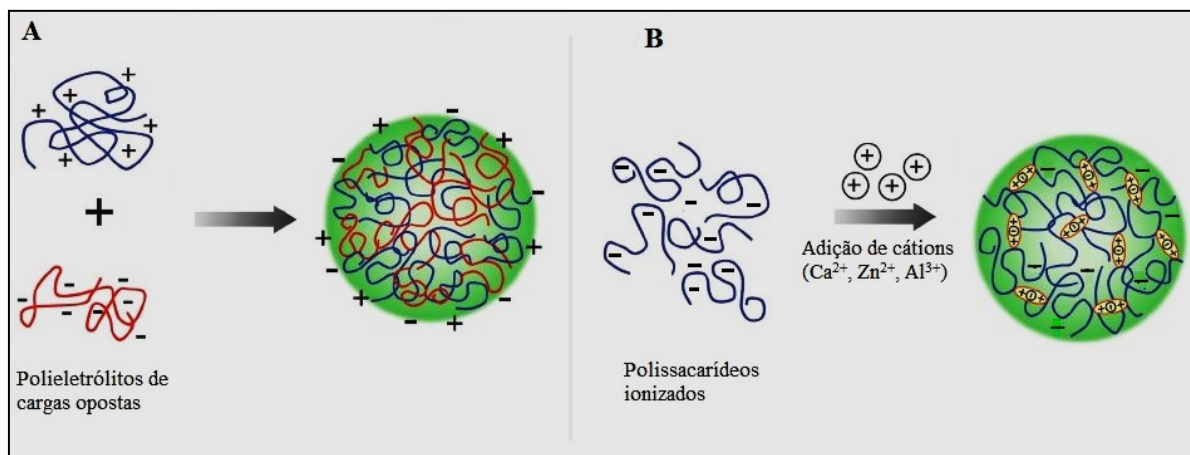 A
B
Polieletrólitos de
cargas opostas
Adição de cátions
(Ca²⁺, Zn²⁺, Al³⁺)
Polissacarídeos
ionizados